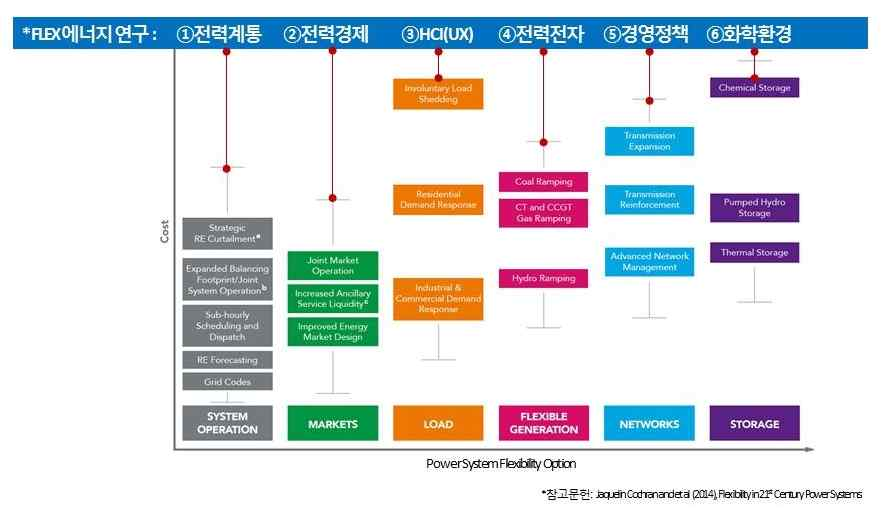 *FLEX에너지 연구 : ①전력계통 ②전력경제 ③HCI(UX) ④전력전자 ⑤경영정책 ⑥화학환경
Cost
Strategic
RE Curtailmentᵃ
Expanded Balancing
Footprint/Joint
System Operationᵇ
Sub-hourly
Scheduling and
Dispatch
RE Forecasting
Grid Codes
SYSTEM
OPERATION
Joint Market
Operation
Increased Ancillary
Service Liquidityᶜ
Improved Energy
Market Design
MARKETS
Involuntary Load
Shedding
Residential
Demand Response
Industrial &
Commercial Demand
Response
LOAD
Coal Ramping
CT and CCGT
Gas Ramping
Hydro Ramping
FLEXIBLE
GENERATION
Transmission
Expansion
Transmission
Reinforcement
Advanced Network
Management
NETWORKS
Chemical Storage
Pumped Hydro
Storage
Thermal Storage
STORAGE
Power System Flexibility Option
*참고문헌: Jaquelin Cochran and et al (2014), Flexibility in 21ˢᵗ Century Power Systems